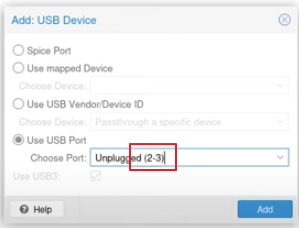 Add: USB Device
Spice Port
Use mapped Device
Choose Device:
Use USB Vendor/Device ID
Choose Device: Passthrough a specific device
Use USB Port
Choose Port: Unplugged (2-3)
Use USB3:
Help
Add